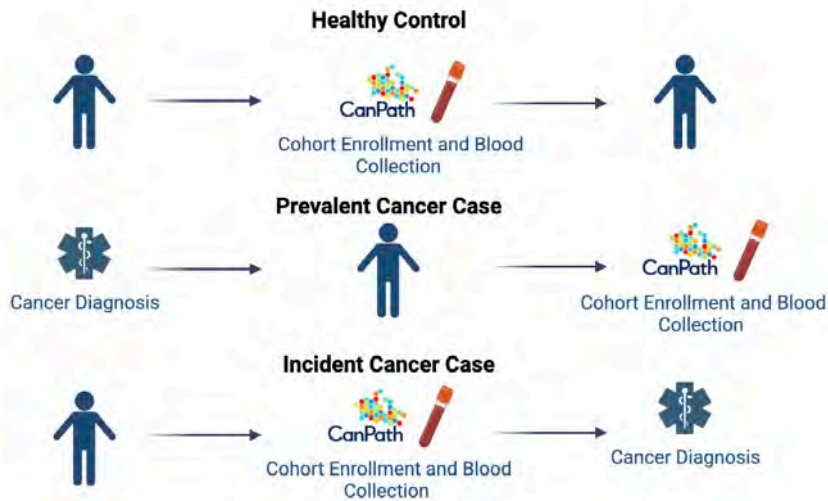 Healthy Control
CanPath
Cohort Enrollment and Blood
Collection
Prevalent Cancer Case
Cancer Diagnosis
CanPath
Cohort Enrollment and Blood
Collection
Incident Cancer Case
CanPath
Cohort Enrollment and Blood
Collection
Cancer Diagnosis